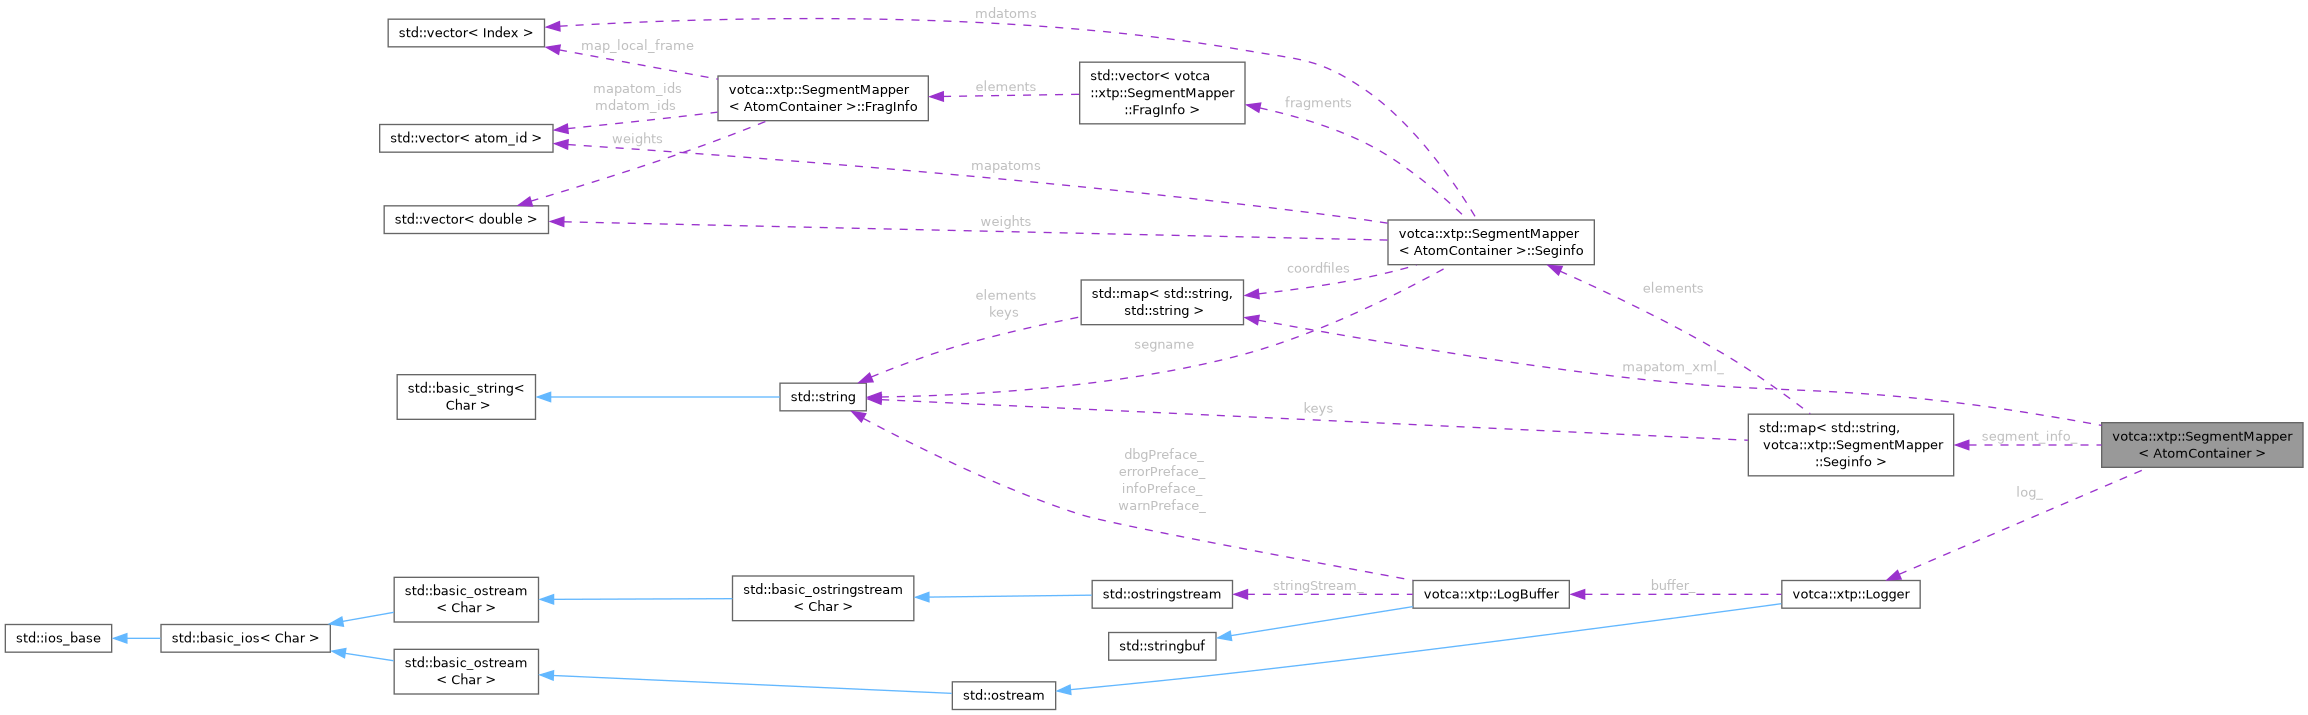 mdatoms
std::vector< Index >
map_local_frame
votca::xtp::SegmentMapper
< AtomContainer >::FragInfo
std::vector< votca
::xtp::SegmentMapper
::FragInfo >
elements
fragments
mapatom_ids
mdatom_ids
std::vector< atom_id >
weights
mapatoms
std::vector< double >
weights
votca::xtp::SegmentMapper
< AtomContainer >::Seginfo
coordfiles
elements
std::map< std::string,
std::string >
elements
keys
segname
mapatom_xml_
std::basic_string<
Char >
std::string
keys
std::map< std::string,
votca::xtp::SegmentMapper
::Seginfo >
segment_info_
votca::xtp::SegmentMapper
< AtomContainer >
dbgPreface_
errorPreface_
infoPreface_
warnPreface_
log_
std::basic_ostream
< Char >
std::basic_ostringstream
< Char >
std::ostringstream
stringStream_
votca::xtp::LogBuffer
buffer_
votca::xtp::Logger
std::ios_base
std::basic_ios< Char >
std::stringbuf
std::basic_ostream
< Char >
std::ostream